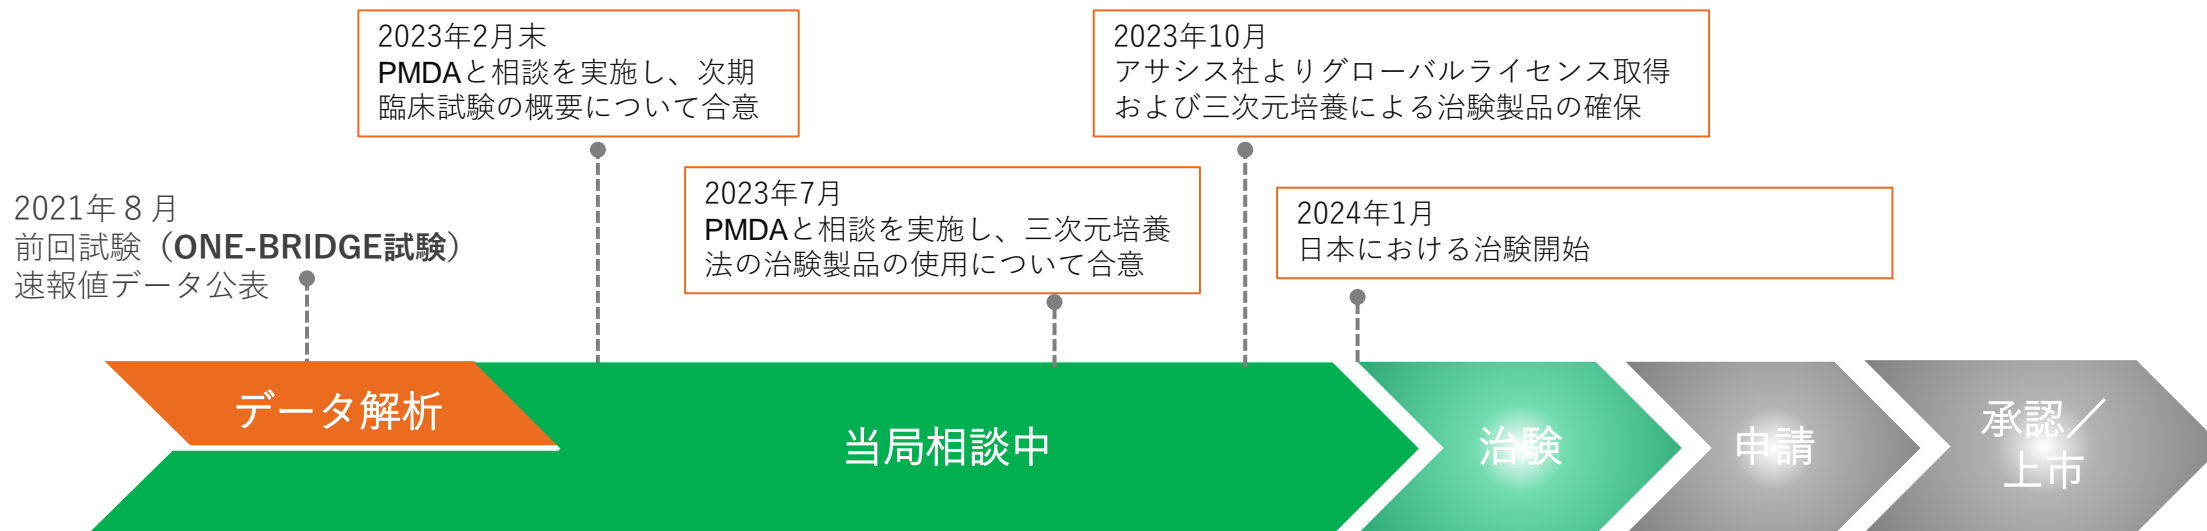 2023年2月末
PMDAと相談を実施し、次期
臨床試験の概要について合意
2023年10月
アサシス社よりグローバルライセンス取得
および三次元培養による治験製品の確保
2021年８月
前回試験（ONE-BRIDGE試験）
速報値データ公表
2023年7月
PMDAと相談を実施し、三次元培養
法の治験製品の使用について合意
2024年1月
日本における治験開始
データ解析
当局相談中
治験
申請
承認／
上市